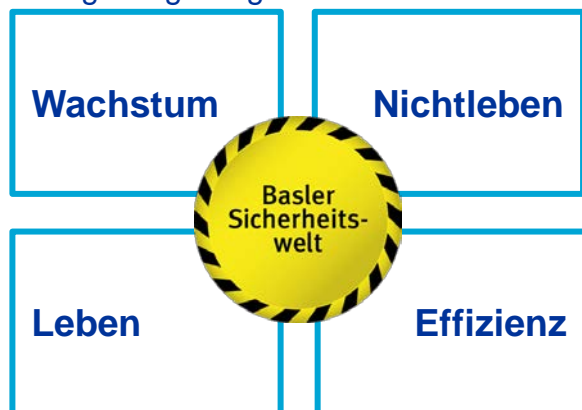 Wachstum
Nichtleben
Basler
Sicherheits-
welt
Leben
Effizienz